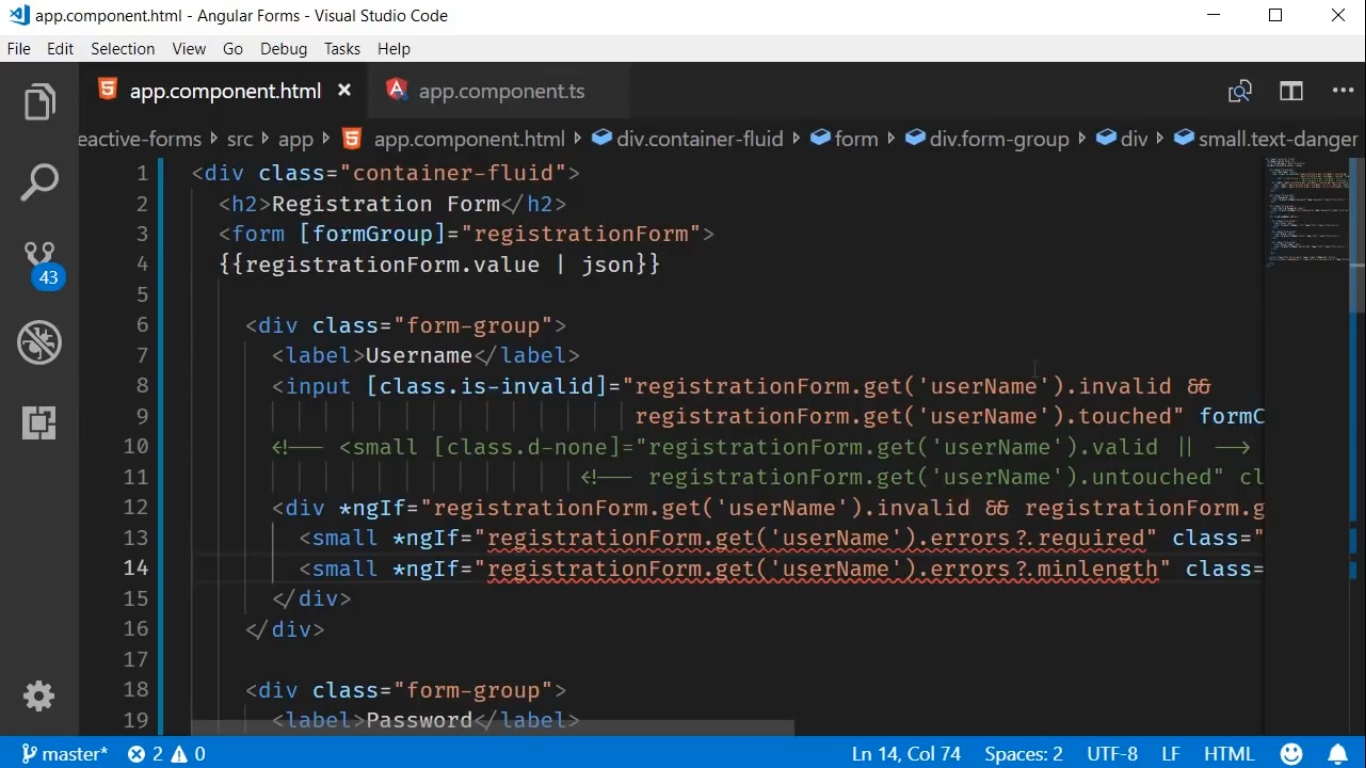 app.component.html - Angular Forms - Visual Studio Code
File Edit Selection View Go Debug Tasks Help
app.component.html app.component.ts
eactive-forms src app app.component.html div.container-fluid form div.form-group div small.text-danger
1 <div class="container-fluid">
2 <h2>Registration Form</h2>
3 <form [formGroup]="registrationForm">
4 {{registrationForm.value | json}}
5
6 <div class="form-group">
7 <label>Username</label>
8 <input [class.is-invalid]="registrationForm.get('userName').invalid &&
9 registrationForm.get('userName').touched" formC
10 <!-- <small [class.d-none]="registrationForm.get('userName').valid || -->
11 <!-- registrationForm.get('userName').untouched" cl
12 <div *ngIf="registrationForm.get('userName').invalid && registrationForm.g
13 <small *ngIf="registrationForm.get('userName').errors?.required" class="
14 <small *ngIf="registrationForm.get('userName').errors?.minlength" class=
15 </div>
16 </div>
17
18 <div class="form-group">
19 <label>Password</label>
43
master* 2 0 Ln 14, Col 74 Spaces: 2 UTF-8 LF HTML